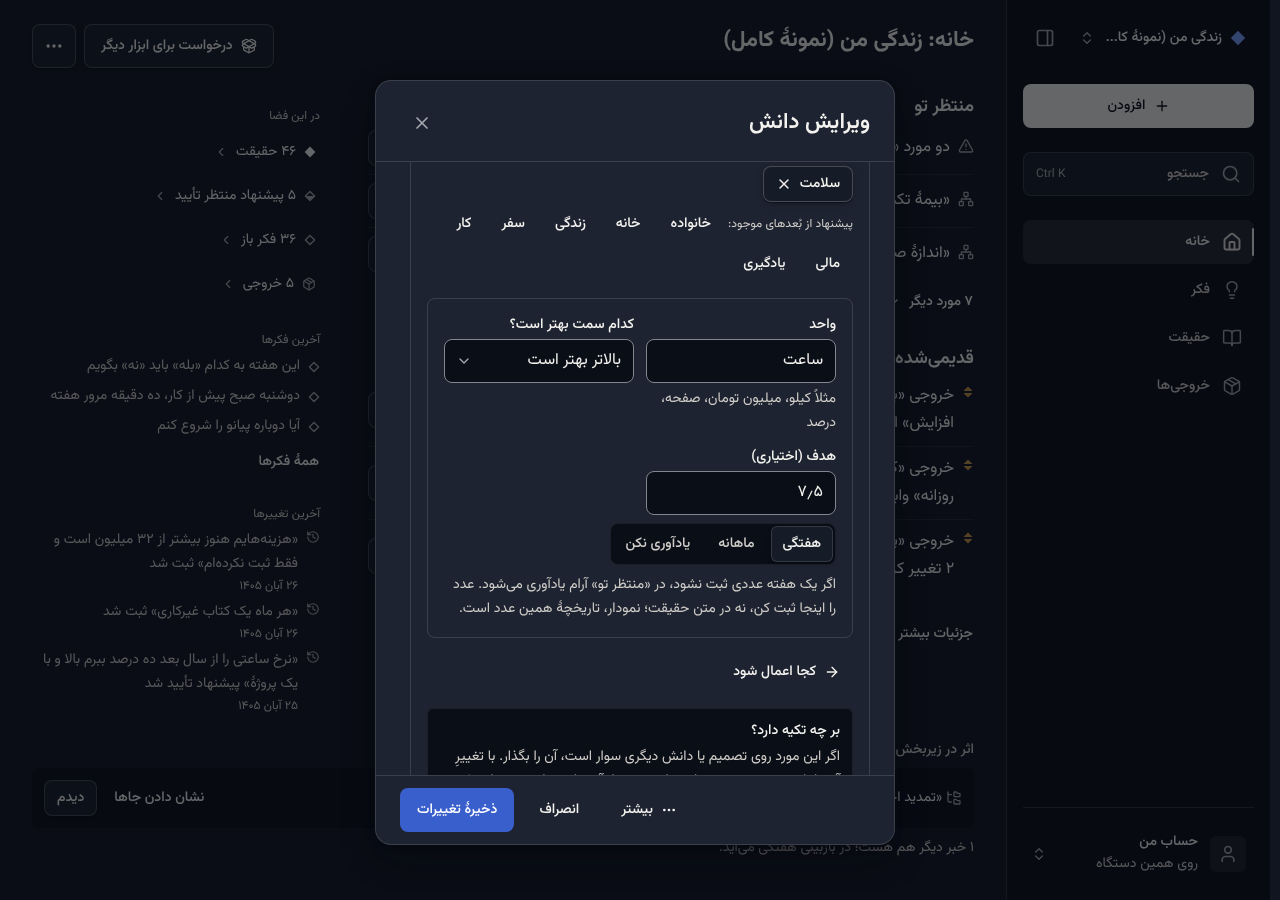 زندگی من (نمونهٔ کا...
افزودن
جستجو
Ctrl K
خانه
فکر
حقیقت
خروجی‌ها
حساب من
روی همین دستگاه
خانه: زندگی من (نمونهٔ کامل)
درخواست برای ابزار دیگر
منتظر تو
دو مورد
۷ مورد دیگر
قدیمی‌شده
خروجی
افزایش»
خروجی
روزانه»
خروجی
۲ تغییر
جزئیات بیشتر
اثر در زیربخش
«تمدید
نشان دادن جاها
دیدم
۱ خبر دیگر هم هست؛ در بازبینی هفتگی می‌آید.
در این فضا
۴۶ حقیقت
۵ پیشنهاد منتظر تأیید
۳۶ فکر باز
۵ خروجی
آخرین فکرها
این هفته به کدام «بله» باید «نه» بگویم
دوشنبه صبح پیش از کار، ده دقیقه مرور هفته
آیا دوباره پیانو را شروع کنم
همهٔ فکرها
آخرین تغییرها
«هزینه‌هایم هنوز بیشتر از ۳۲ میلیون است و
فقط ثبت نکرده‌ام» ثبت شد
۲۶ آبان ۱۴۰۵
«هر ماه یک کتاب غیرکاری» ثبت شد
۲۶ آبان ۱۴۰۵
«نرخ ساعتی را از سال بعد ده درصد ببرم بالا و با
یک پروژهٔ» پیشنهاد تأیید شد
۲۵ آبان ۱۴۰۵
ویرایش دانش
سلامت
پیشنهاد از بُعدهای موجود:
خانواده
خانه
زندگی
سفر
کار
مالی
یادگیری
واحد
کدام سمت بهتر است؟
ساعت
بالاتر بهتر است
مثلاً کیلو، میلیون تومان، صفحه،
درصد
هدف (اختیاری)
۷٫۵
هفتگی
ماهانه
یادآوری نکن
اگر یک هفته عددی ثبت نشود، در «منتظر تو» آرام یادآوری می‌شود. عدد
را اینجا ثبت کن، نه در متن حقیقت؛ نمودار، تاریخچهٔ همین عدد است.
کجا اعمال شود
بر چه تکیه دارد؟
اگر این مورد روی تصمیم یا دانش دیگری سوار است، آن را بگذار. با تغییرِ
بیشتر
انصراف
ذخیرهٔ تغییرات